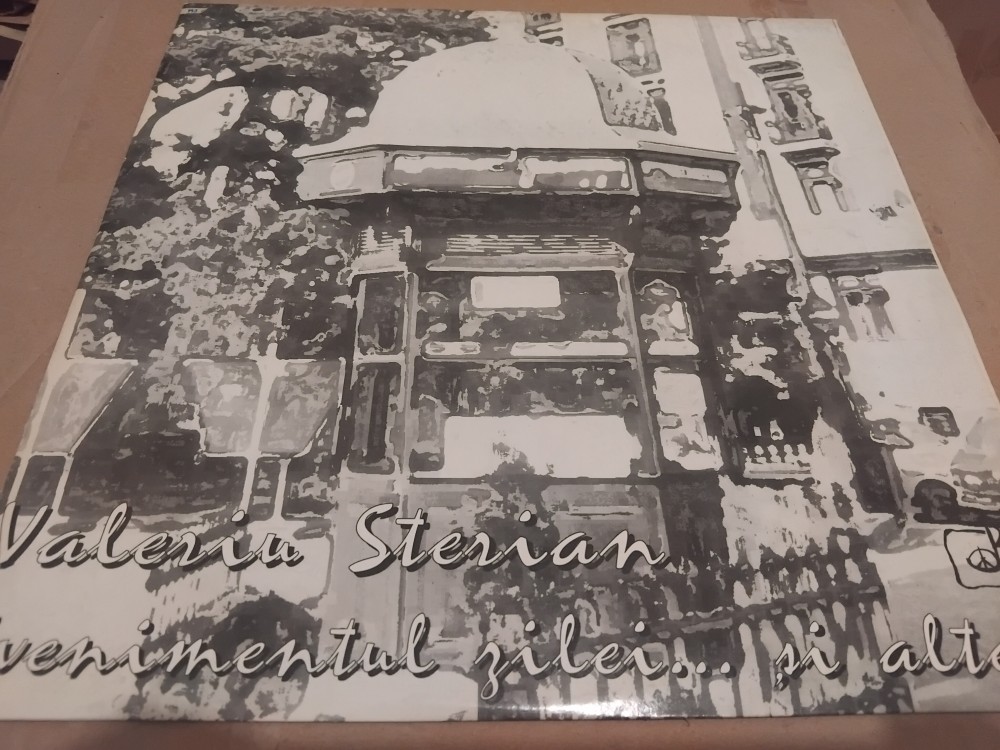 Valeriu Sterian
venimentul zilei... și alte